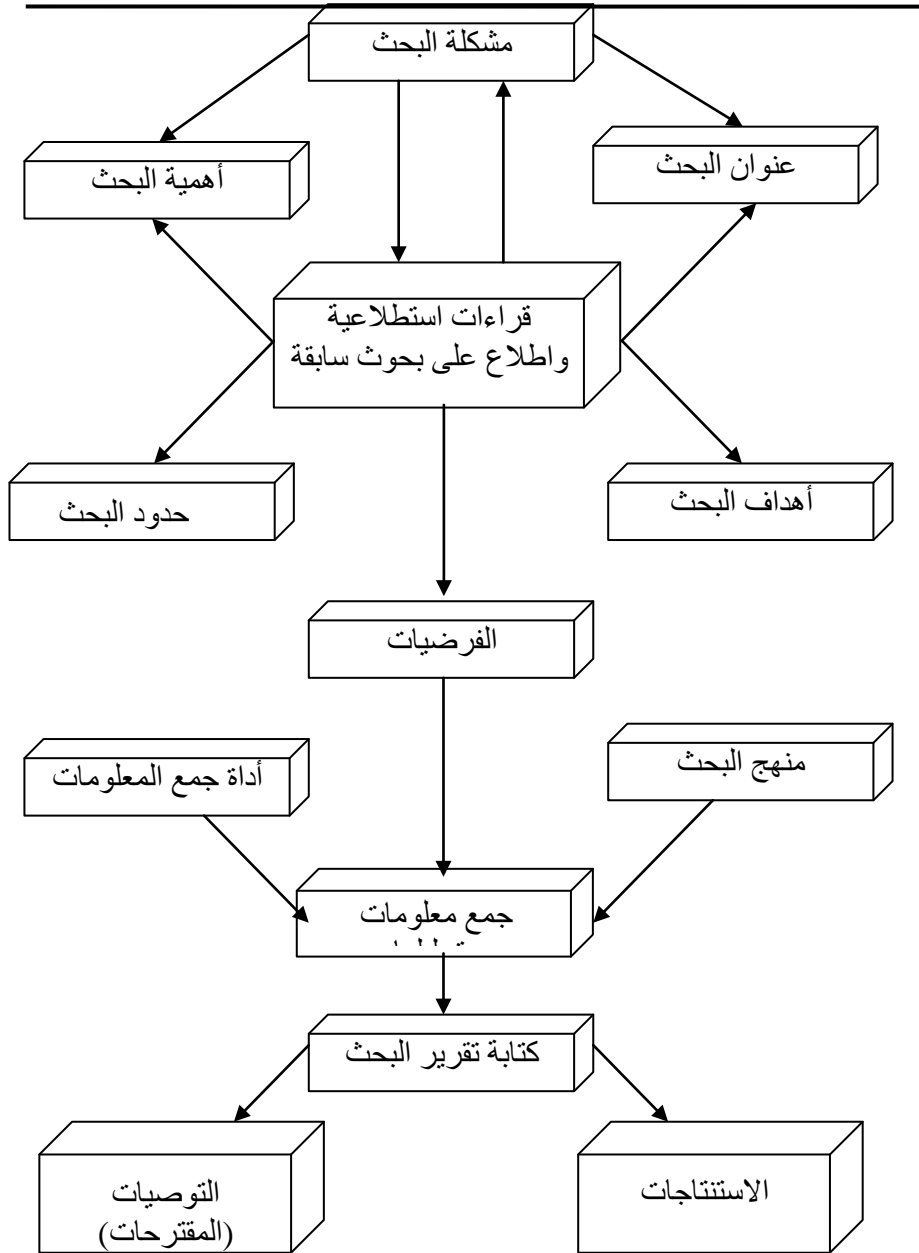 مشكلة البحث
عنوان البحث
أهمية البحث
قراءات استطلاعية
واطلاع على بحوث سابقة
أهداف البحث
حدود البحث
الفرضيات
منهج البحث
أداة جمع المعلومات
جمع معلومات
كتابة تقرير البحث
الاستنتاجات
التوصيات
(المقترحات)